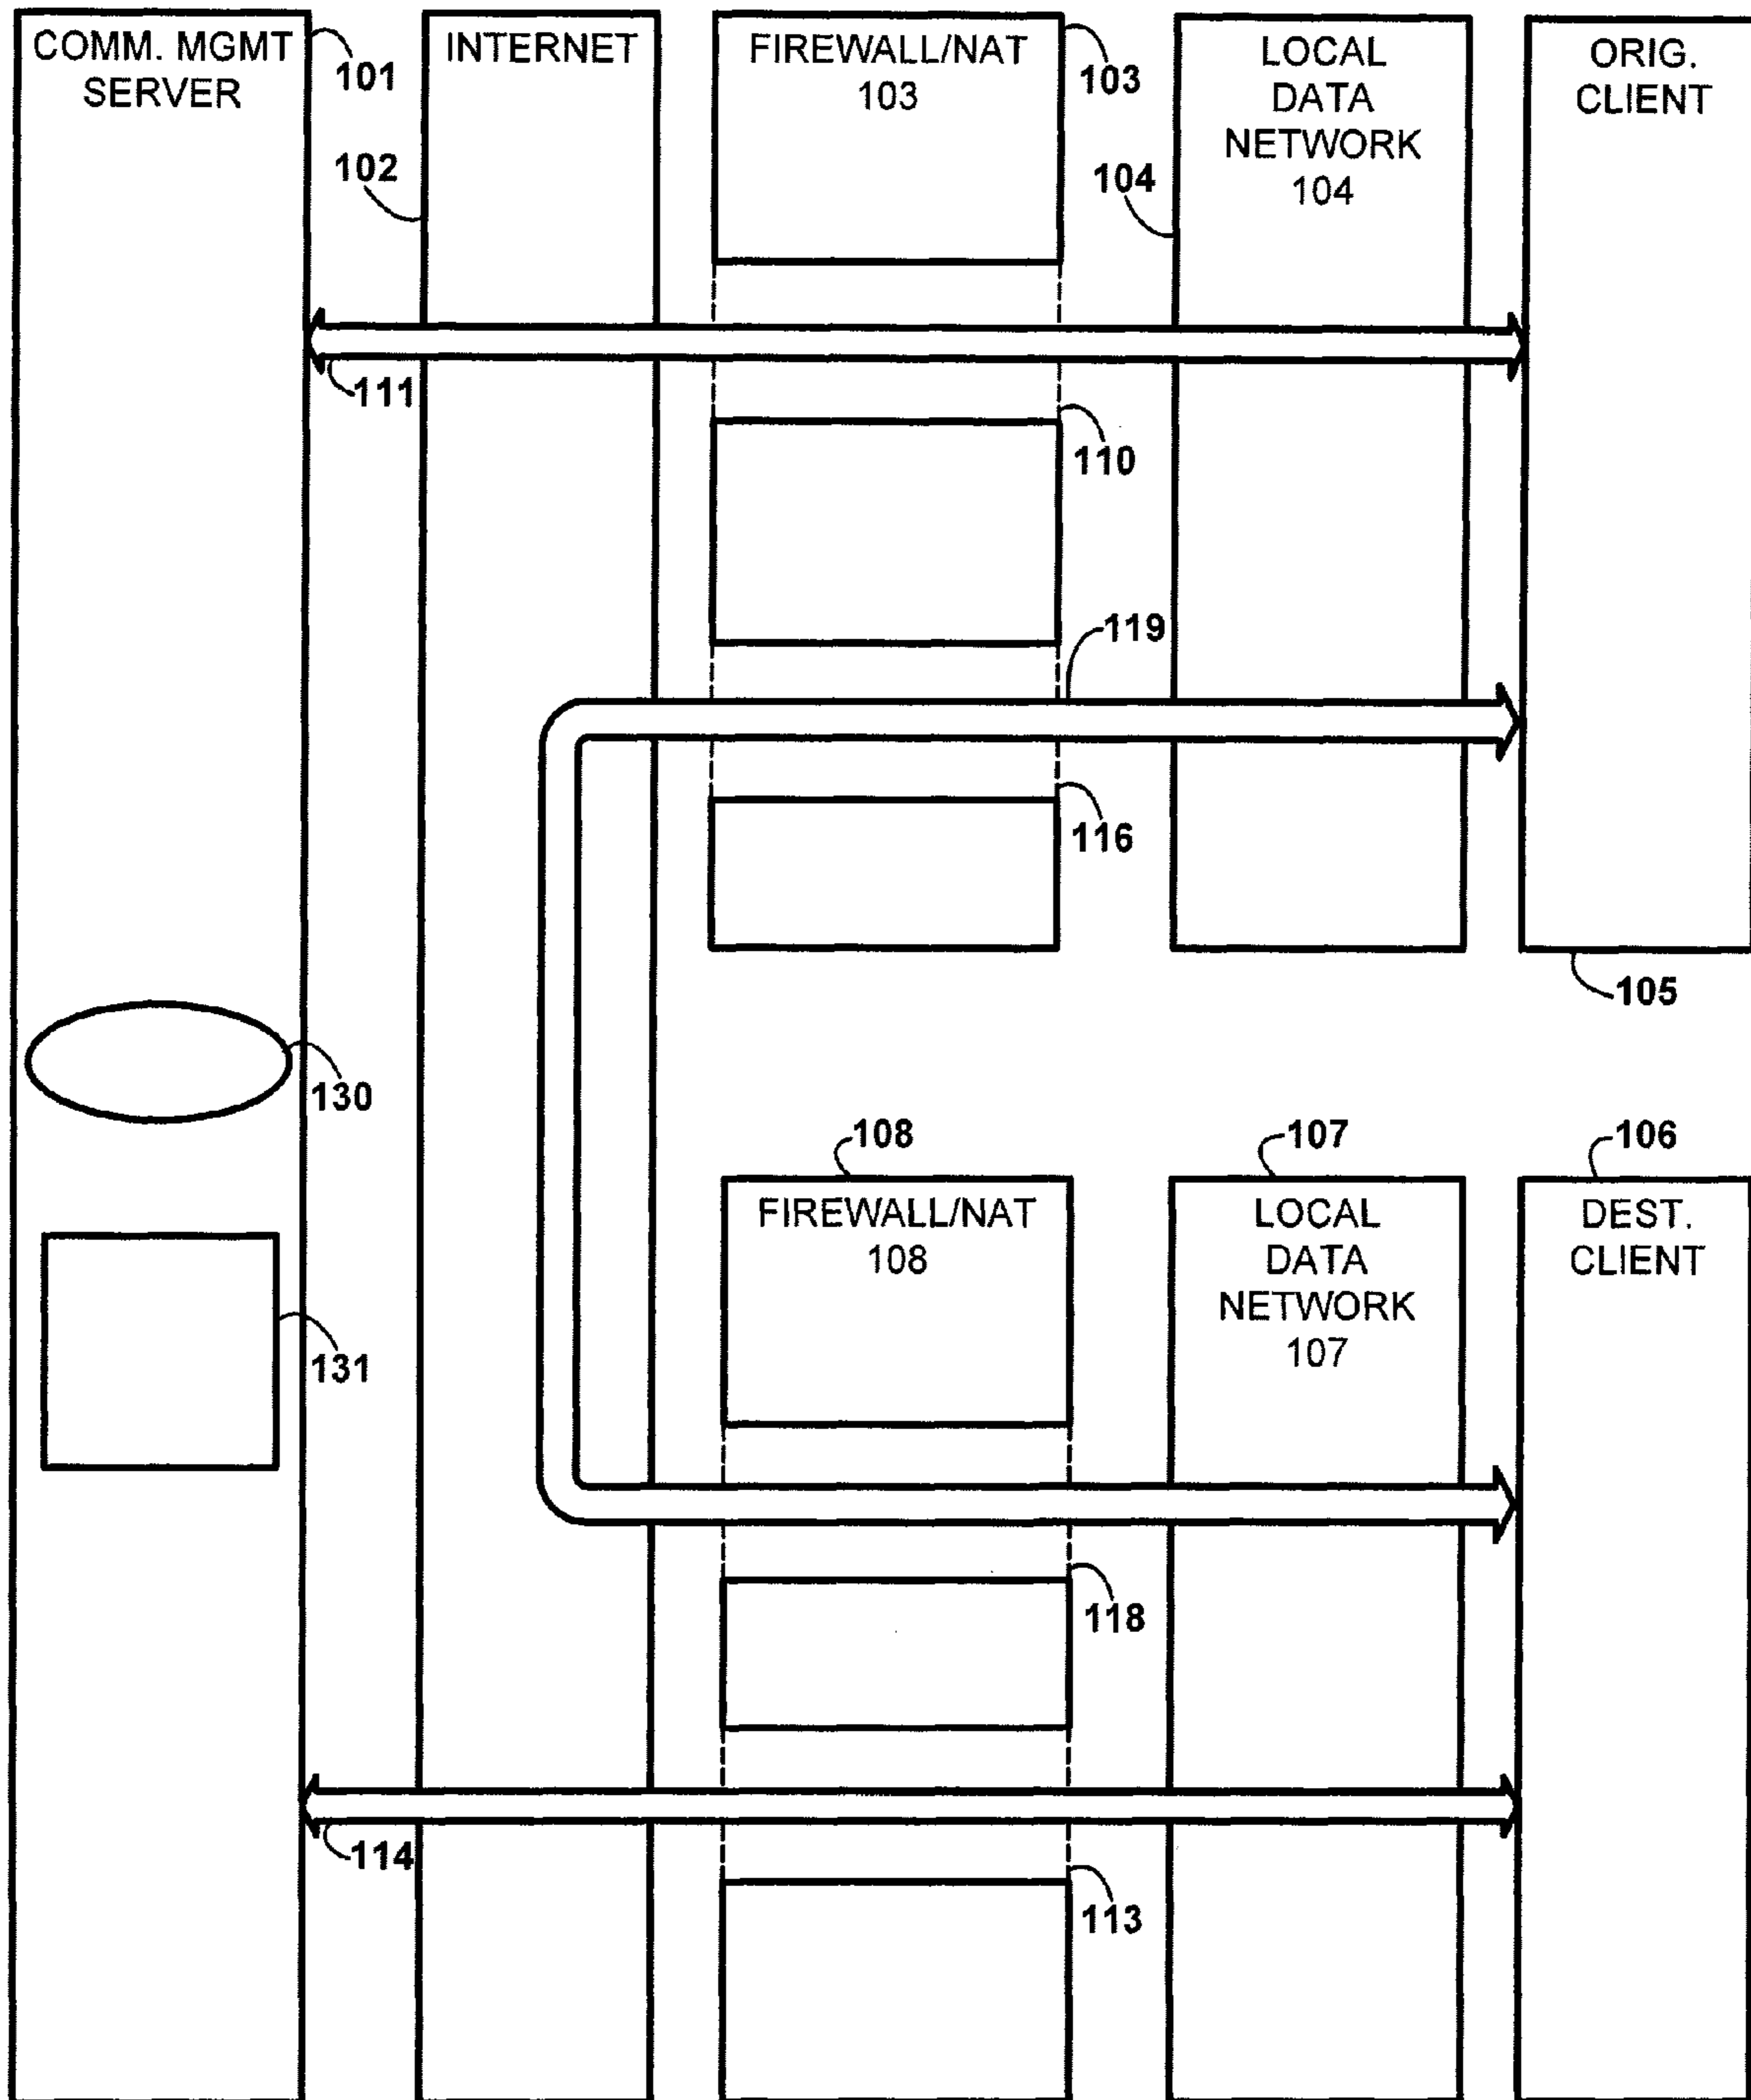 COMM. MGMT
SERVER
101
INTERNET
102
FIREWALL/NAT
103
103
LOCAL
DATA
NETWORK
104
104
ORIG.
CLIENT
111
110
119
116
105
130
108
107
106
FIREWALL/NAT
108
LOCAL
DATA
NETWORK
107
DEST.
CLIENT
131
118
114
113